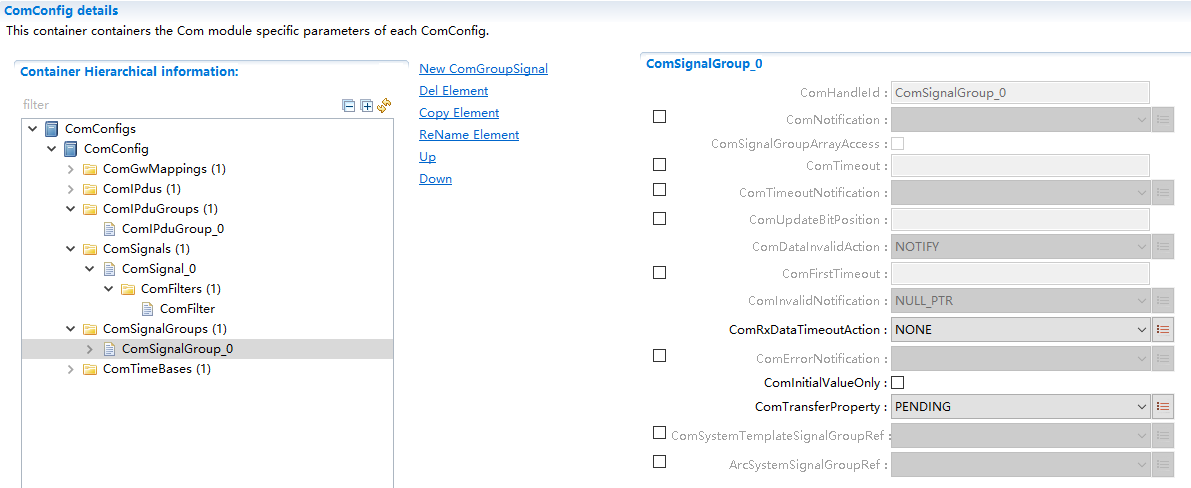 ComConfig details
This container containers the Com module specific parameters of each ComConfig.
Container Hierarchical information:
filter
ComConfigs
ComConfig
ComGwMappings (1)
ComIPdus (1)
ComIPduGroups (1)
ComIPduGroup_0
ComSignals (1)
ComSignal_0
ComFilters (1)
ComFilter
ComSignalGroups (1)
ComSignalGroup_0
ComTimeBases (1)
New ComGroupSignal
Del Element
Copy Element
ReName Element
Up
Down
ComSignalGroup_0
ComHandleId : ComSignalGroup_0
ComNotification :
ComSignalGroupArrayAccess :
ComTimeout :
ComTimeoutNotification :
ComUpdateBitPosition :
ComDataInvalidAction : NOTIFY
ComFirstTimeout :
ComInvalidNotification : NULL_PTR
ComRxDataTimeoutAction : NONE
ComErrorNotification :
ComInitialValueOnly :
ComTransferProperty : PENDING
ComSystemTemplateSignalGroupRef :
ArcSystemSignalGroupRef :